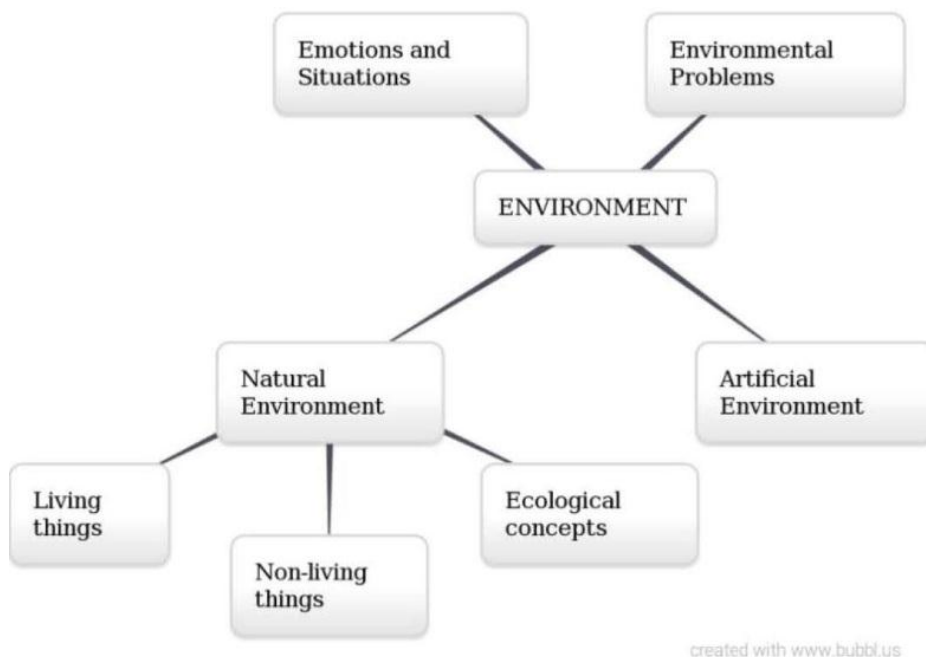 Emotions and
Situations
Environmental
Problems
ENVIRONMENT
Natural
Environment
Artificial
Environment
Living
things
Non-living
things
Ecological
concepts
created with www.bubbl.us